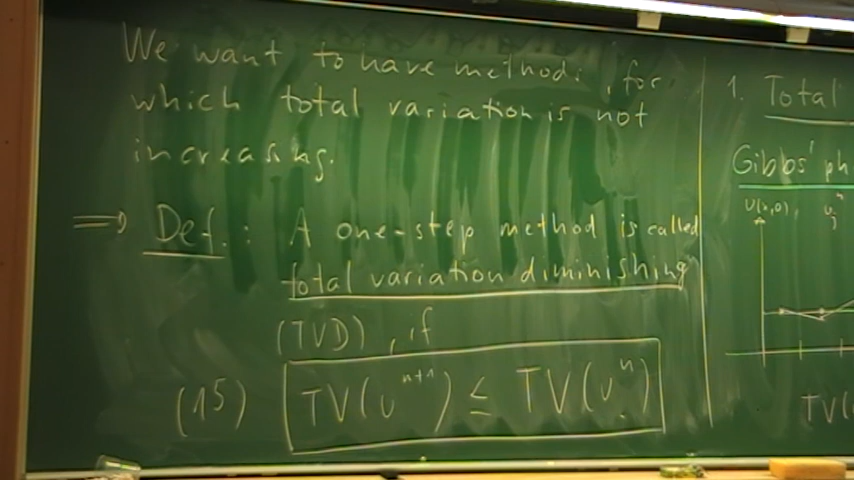 We want to have methods, for
which total variation is not
increasing.
⇒ Def.: A one-step method is called
total variation diminishing
(TVD), if
(15) TV(u^{n+1}) ≤ TV(u^n)
1. Total
Gibbs' ph
u(x,0), u_j^n
TV(